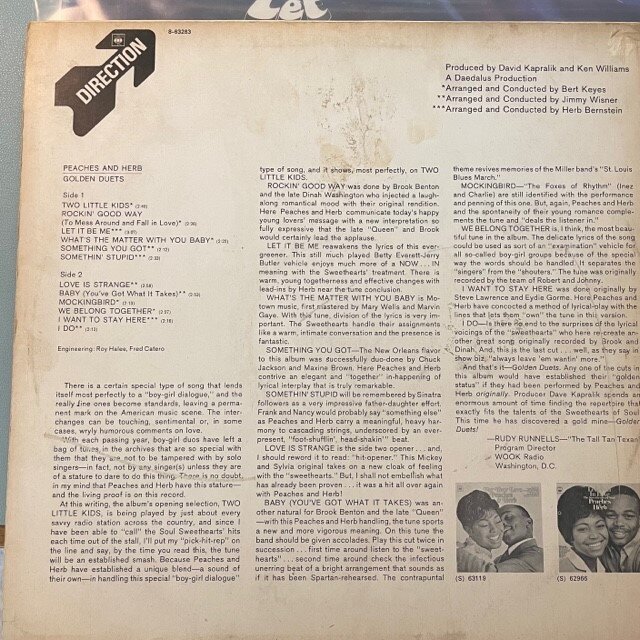 Let
S-63283
DIRECTION
Produced by David Kapralik and Ken Williams
A Daedalus Production
*Arranged and Conducted by Bert Keyes
**Arranged and Conducted by Jimmy Wisner
***Arranged and Conducted by Herb Bernstein
PEACHES AND HERB
GOLDEN DUETS
Side 1
TWO LITTLE KIDS*
ROCKIN' GOOD WAY
(To Mess Around and Fall in Love)*
LET IT BE ME***
WHAT'S THE MATTER WITH YOU BABY*
SOMETHING YOU GOT**
SOMETHIN' STUPID***
Side 2
LOVE IS STRANGE**
BABY (You've Got What It Takes)**
MOCKINGBIRD*
WE BELONG TOGETHER*
I WANT TO STAY HERE***
I DO**
Engineering: Roy Halee, Fred Catero
There is a certain special type of song that lends
itself most perfectly to a "boy-girl dialogue," and the
really fine ones become standards, leaving a perma-
nent mark on the American music scene. The inter-
changes can be touching, sentimental or, in some
cases, wryly humorous comments on love.
With each passing year, boy-girl duos have left a
bag of tunes in the archives that are so special with
them that they are not to be tampered with by solo
singers—in fact, not by any singer(s) unless they are
of a stature to dare to do this thing. There is no doubt
in my mind that Peaches and Herb have this stature—
and the living proof is on this record.
At this writing, the album's opening selection, TWO
LITTLE KIDS, is being played by just about every
savvy radio station across the country, and since I
have been able to "call" the Soul Sweethearts' hits
each time out of the stall, I'll put my "pick-hit-rep" on
the line and say, by the time you read this, the tune
will be an established smash. Because Peaches and
Herb have established a unique blend—a sound of
their own—in handling this special "boy-girl dialogue"
type of song, and it shows, most perfectly, on TWO
LITTLE KIDS.
ROCKIN' GOOD WAY was done by Brook Benton
and the late Dinah Washington who injected a laugh-
along romantical mood with their original rendition.
Here Peaches and Herb communicate today's happy
young lovers' message with a new interpretation so
fully expressive that the late "Queen" and Brook
would certainly lead the applause.
LET IT BE ME reawakens the lyrics of this ever-
greener. This still much played Betty Everett-Jerry
Butler vehicle enjoys much more of a NOW . . . IN
meaning with the Sweethearts' treatment. There is
warm, young togetherness and effective changes with
lead-ins by Herb near the tune conclusion.
WHAT'S THE MATTER WITH YOU BABY is Mo-
town music, first mastered by Mary Wells and Marvin
Gaye. With this tune, division of the lyrics is very im-
portant. The Sweethearts handle their assignments
like a warm, intimate conversation and the presence is
fantastic.
SOMETHING YOU GOT—The New Orleans flavor
to this album was successfully duo-done by Chuck
Jackson and Maxine Brown. Here Peaches and Herb
contrive an elegant and "together" in-happening of
lyrical interplay that is truly remarkable.
SOMETHIN' STUPID will be remembered by Sinatra
followers as a very impressive father-daughter effort.
Frank and Nancy would probably say "something else"
as Peaches and Herb carry a meaningful, heavy har-
mony to cascading strings, underscored by an ever-
present, "foot-shufflin', head-shakin'" beat.
LOVE IS STRANGE is the side two opener . . . and,
I should reword it to read: "hit-opener." This Mickey
and Sylvia original takes on a new cloak of feeling
with the "sweethearts." But, I shall not embellish what
has already been proven . . . it was a hit all over again
with Peaches and Herb!
BABY (YOU'VE GOT WHAT IT TAKES) was an-
other natural for Brook Benton and the late "Queen"
—with this Peaches and Herb handling, the tune sports
a new and more vigorous meaning. On this tune the
band should be given accolades. Play this cut twice in
succession . . . first time around listen to the "sweet-
hearts" . . . second time around check the infectious
unerring beat of a bright arrangement that sounds as
if it has been Spartan-rehearsed. The contrapuntal
theme revives memories of the Miller band's "St. Louis
Blues March."
MOCKINGBIRD—"The Foxes of Rhythm" (Inez
and Charlie) are still identified with the performance
and penning of this one. But, again, Peaches and Herb
and the spontaneity of their young romance comple-
ments the tune and "deals the listener in."
WE BELONG TOGETHER is, I think, the most beau-
tiful tune in the album. The delicate lyrics of the song
could be used as sort of an "examination" vehicle for
all so-called boy-girl groups because of the special
way the words should be handled. It separates the
"singers" from the "shouters." The tune was originally
recorded by the team of Robert and Johnny.
I WANT TO STAY HERE was done originally by
Steve Lawrence and Eydie Gorme. Here Peaches and
Herb have concocted a method of lyrical-play with the
lines that lets them "own" the tune in this version.
I DO—Is there no end to the surprises of the lyrical
voicings of the "sweethearts" who here re-create an-
other great song originally recorded by Brook and
Dinah. And, this is the last cut . . . well, as they say in
show biz, "always leave 'em wantin' more."
And that's it—Golden Duets. Any one of the cuts in
this album would have established their "golden
status" if they had been performed by Peaches and
Herb originally. Producer Dave Kapralik spends an
enormous amount of time finding the repertoire that
exactly fits the talents of the Sweethearts of Soul.
This time he has discovered a gold mine—Golden
Duets!
—RUDY RUNNELLS—"The Tall Tan Texan"
Program Director
WOOK Radio
Washington, D.C.
Peaches
Herb
(S) 63119
(S) 62966